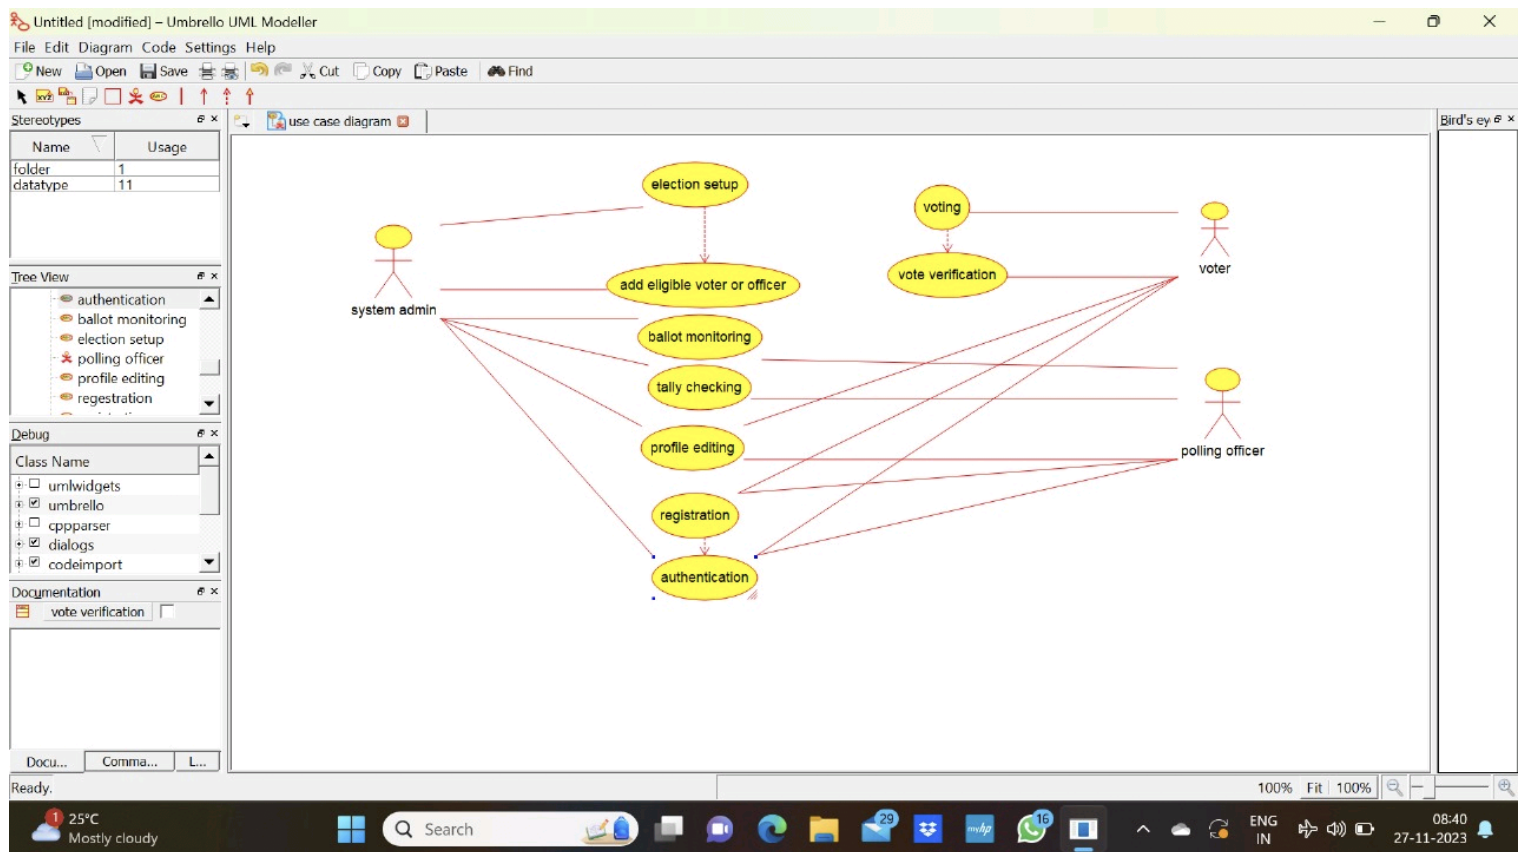 Untitled [modified] – Umbrello UML Modeller
File Edit Diagram Code Settings Help
New Open Save Cut Copy Paste Find
Stereotypes
Name Usage
folder 1
datatype 11
Tree View
authentication
ballot monitoring
election setup
polling officer
profile editing
regestration
Debug
Class Name
umlwidgets
umbrello
cppparser
dialogs
codeimport
Documentation
vote verification
Docu... Comma... L...
use case diagram
Bird's ey
election setup
voting
system admin
add eligible voter or officer
vote verification
voter
ballot monitoring
tally checking
profile editing
polling officer
registration
authentication
Ready.
100% Fit 100%
1
25°C
Mostly cloudy
Search
29
myhp
16
ENG
IN
08:40
27-11-2023